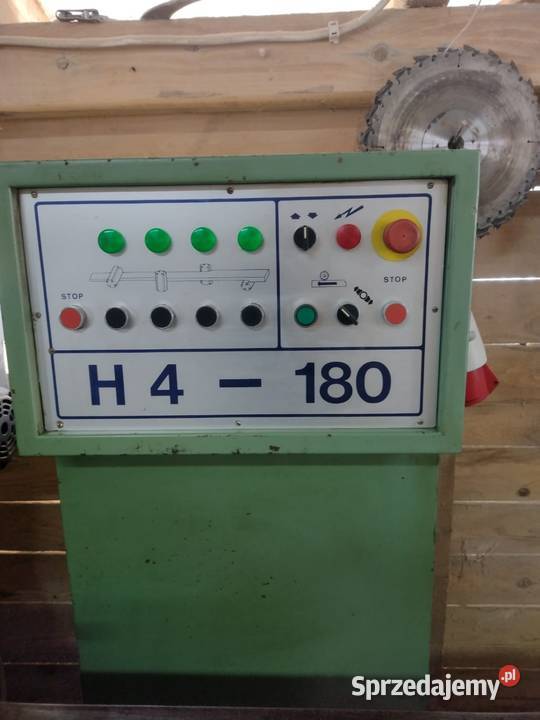 STOP
STOP
H 4 - 180
Sprzedajemy.pl